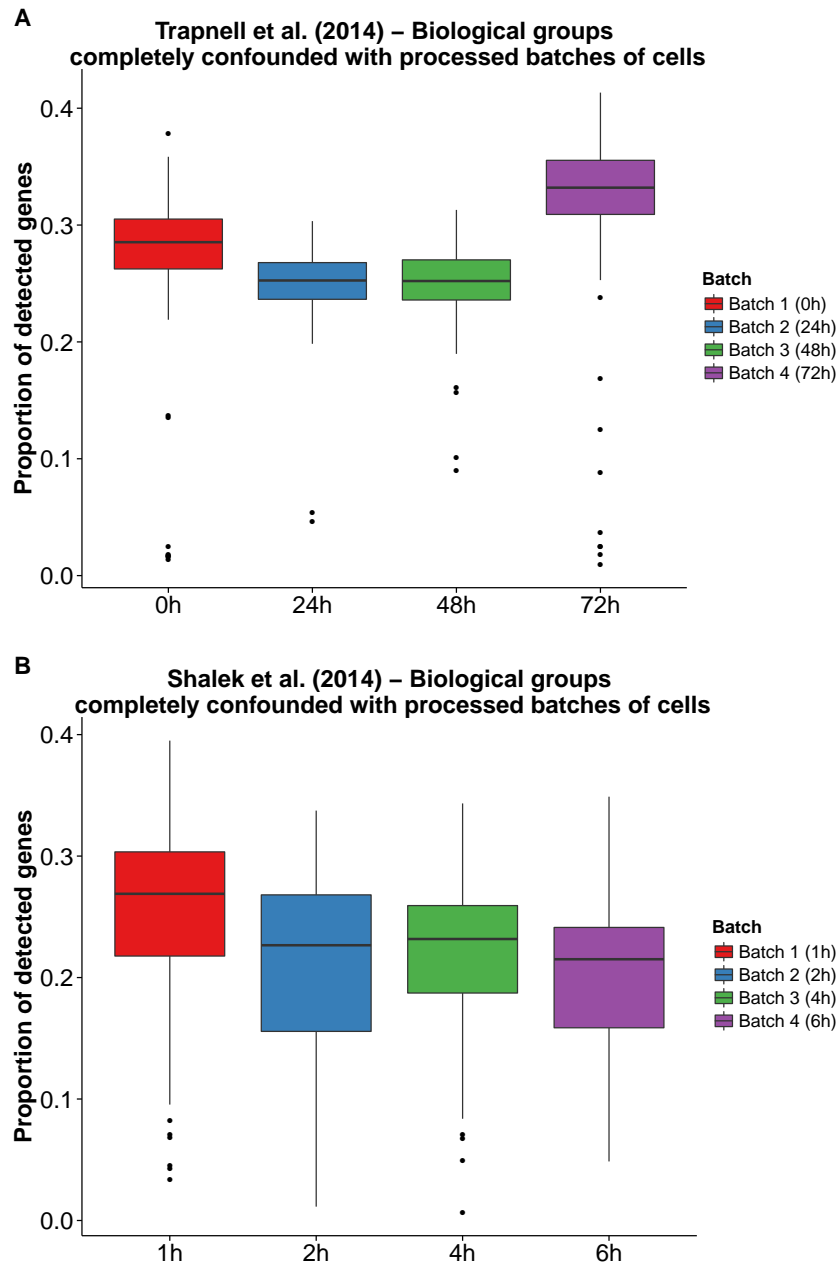 A
Trapnell et al. (2014) – Biological groups
completely confounded with processed batches of cells
Proportion of detected genes
0.4
0.3
0.2
0.1
0.0
0h 24h 48h 72h
Batch
Batch 1 (0h)
Batch 2 (24h)
Batch 3 (48h)
Batch 4 (72h)
B
Shalek et al. (2014) – Biological groups
completely confounded with processed batches of cells
Proportion of detected genes
0.4
0.3
0.2
0.1
0.0
1h 2h 4h 6h
Batch
Batch 1 (1h)
Batch 2 (2h)
Batch 3 (4h)
Batch 4 (6h)